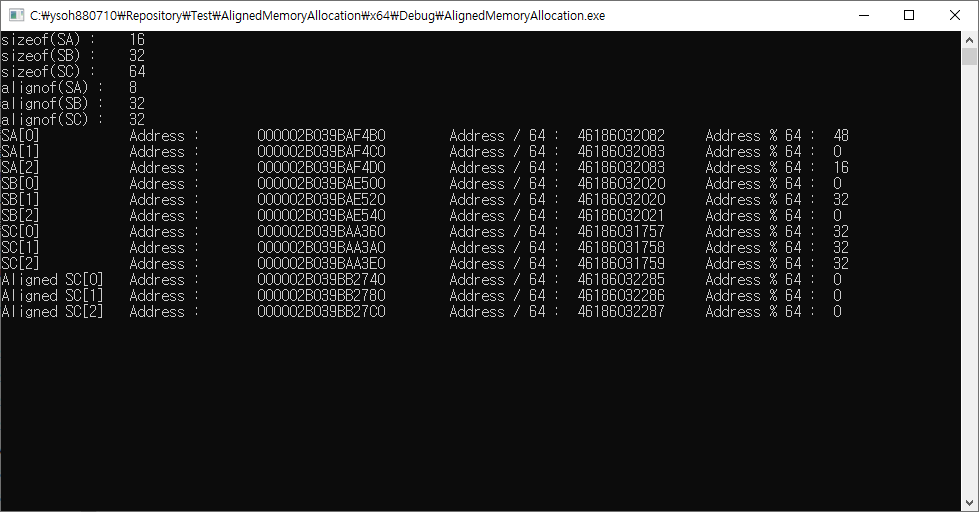 C:\ysoh880710\Repository\Test\AlignedMemoryAllocation\x64\Debug\AlignedMemoryAllocation.exe
sizeof(SA) : 16
sizeof(SB) : 32
sizeof(SC) : 64
alignof(SA) : 8
alignof(SB) : 32
alignof(SC) : 32
SA[0] Address : 000002B039BAF4B0 Address / 64 : 46186032082 Address % 64 : 48
SA[1] Address : 000002B039BAF4C0 Address / 64 : 46186032083 Address % 64 : 0
SA[2] Address : 000002B039BAF4D0 Address / 64 : 46186032083 Address % 64 : 16
SB[0] Address : 000002B039BAE500 Address / 64 : 46186032020 Address % 64 : 0
SB[1] Address : 000002B039BAE520 Address / 64 : 46186032020 Address % 64 : 32
SB[2] Address : 000002B039BAE540 Address / 64 : 46186032021 Address % 64 : 0
SC[0] Address : 000002B039BAA360 Address / 64 : 46186031757 Address % 64 : 32
SC[1] Address : 000002B039BAA3A0 Address / 64 : 46186031758 Address % 64 : 32
SC[2] Address : 000002B039BAA3E0 Address / 64 : 46186031759 Address % 64 : 32
Aligned SC[0] Address : 000002B039BB2740 Address / 64 : 46186032285 Address % 64 : 0
Aligned SC[1] Address : 000002B039BB2780 Address / 64 : 46186032286 Address % 64 : 0
Aligned SC[2] Address : 000002B039BB27C0 Address / 64 : 46186032287 Address % 64 : 0